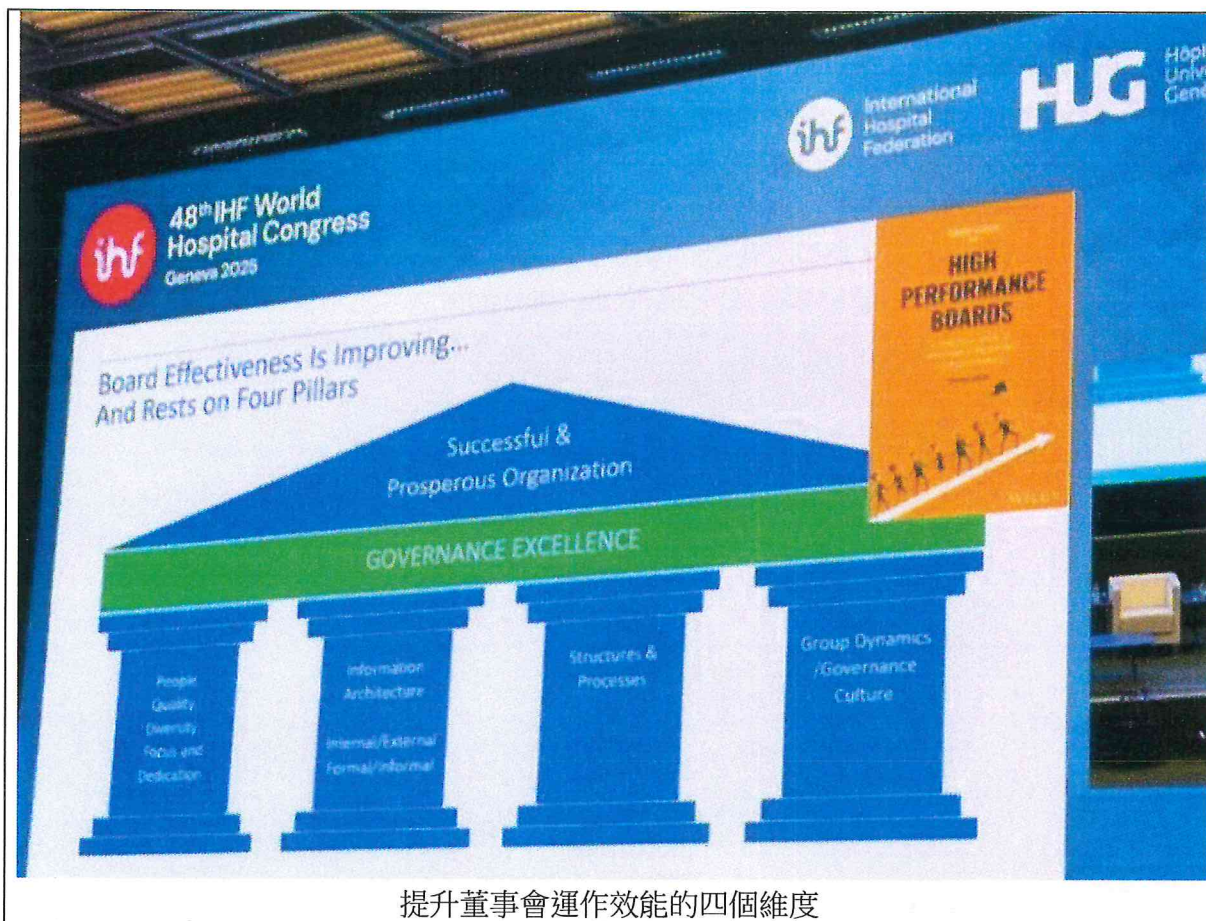 ihf
International
Hospital
Federation
HUG
ihf
48th IHF World
Hospital Congress
Geneva 2025
HIGH
PERFORMANCE
BOARDS
WILEY
Board Effectiveness Is Improving...
And Rests on Four Pillars
Successful &
Prosperous Organization
GOVERNANCE EXCELLENCE
People
Quality
Diversity
Focus and
Dedication
Information
Architecture
Internal/External
Formal/Informal
Structures &
Processes
Group Dynamics
/Governance
Culture
提升董事會運作效能的四個維度